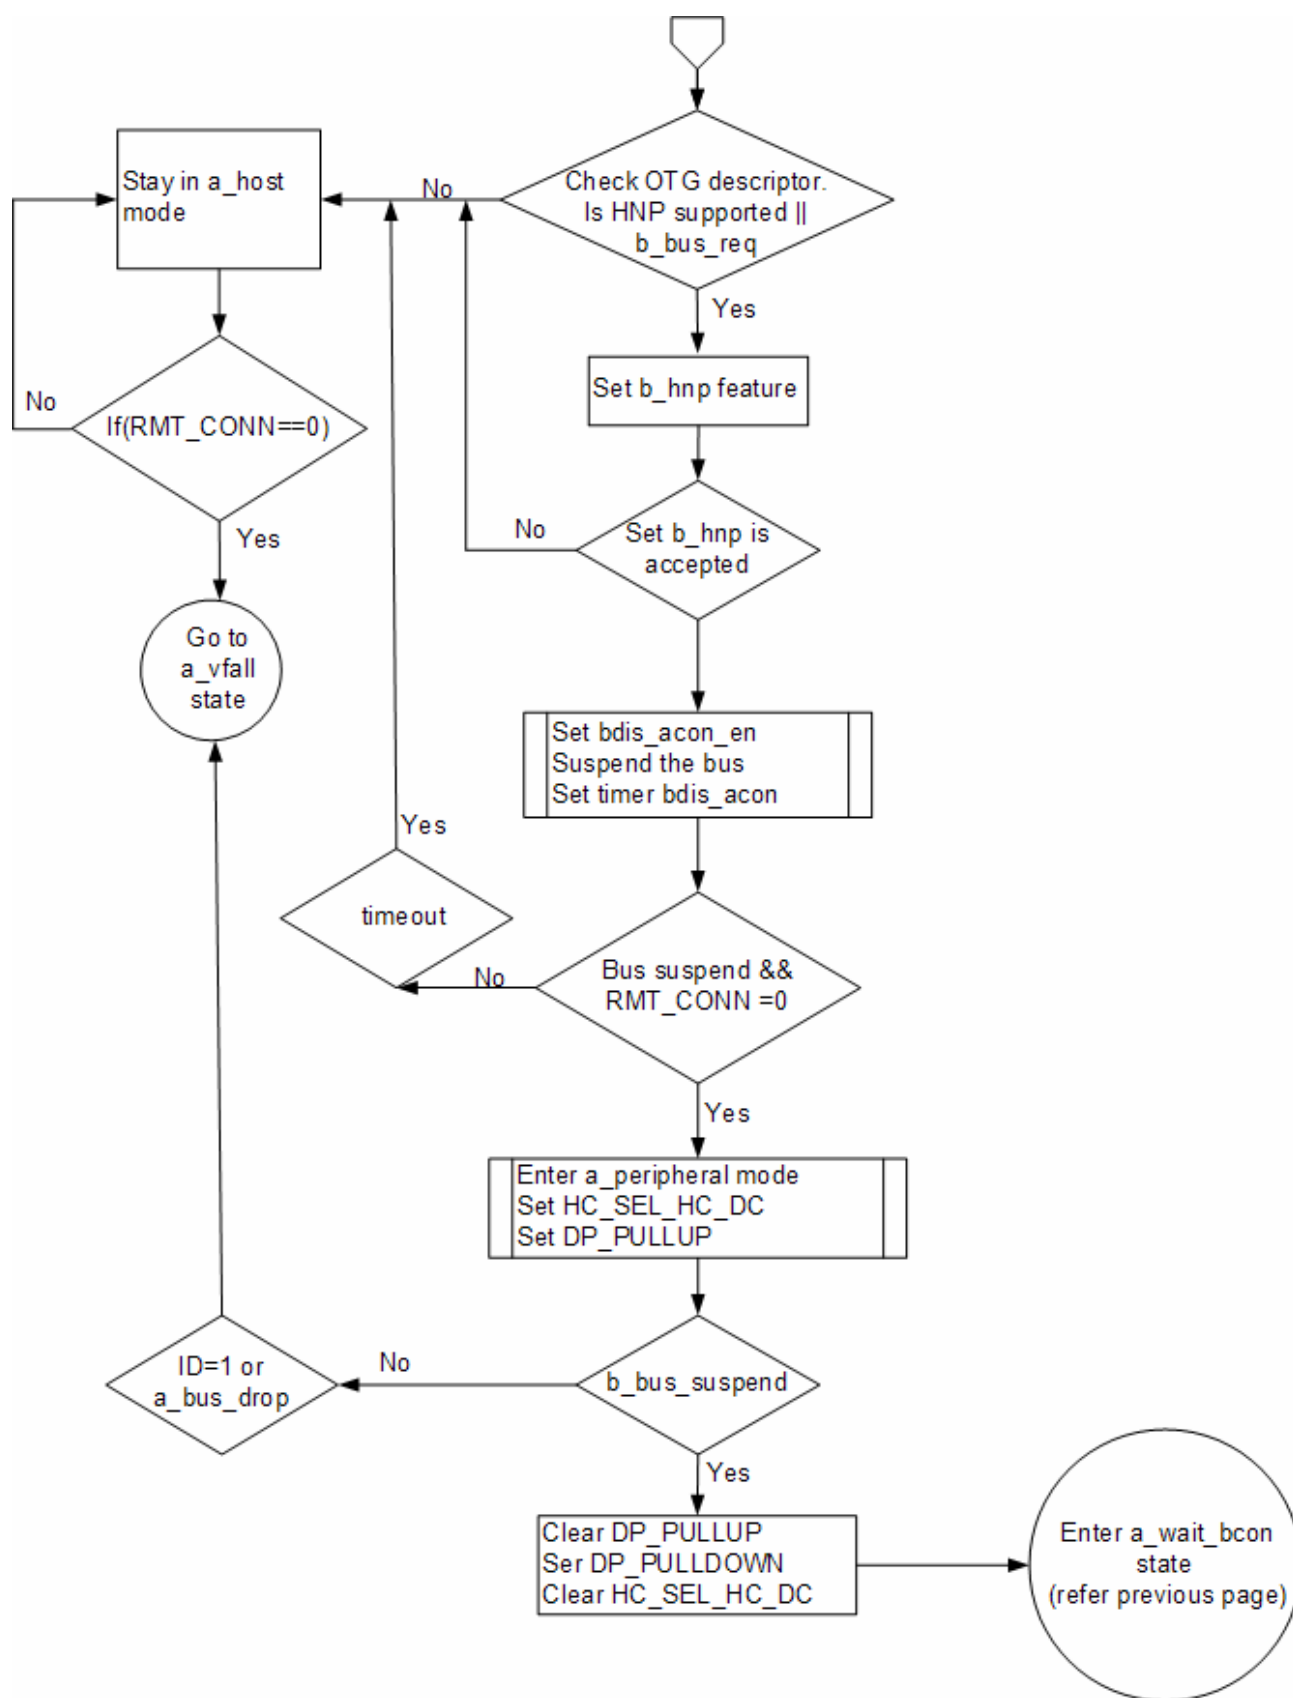 Check OTG descriptor.
Is HNP supported ||
b_bus_req
No
Stay in a_host
mode
Yes
Set b_hnp feature
No
If(RMT_CONN==0)
Yes
No
Set b_hnp is
accepted
Go to
a_vfall
state
Set bdis_acon_en
Suspend the bus
Set timer bdis_acon
Yes
timeout
No
Bus suspend &&
RMT_CONN =0
Yes
Enter a_peripheral mode
Set HC_SEL_HC_DC
Set DP_PULLUP
ID=1 or
a_bus_drop
No
b_bus_suspend
Yes
Clear DP_PULLUP
Ser DP_PULLDOWN
Clear HC_SEL_HC_DC
Enter a_wait_bcon
state
(refer previous page)